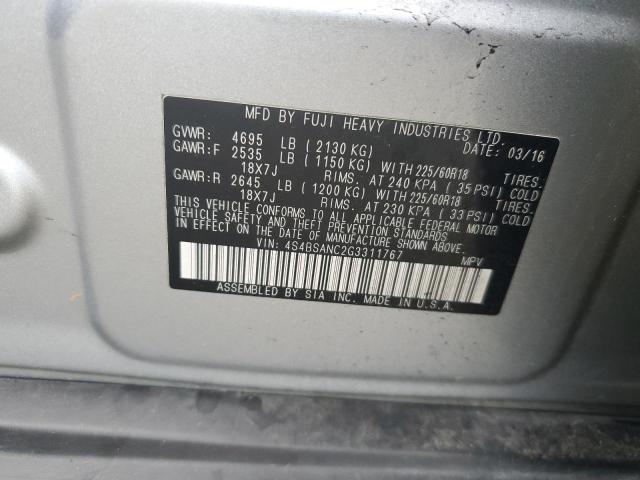 MFD BY FUJI HEAVY INDUSTRIES LTD.
GVWR: 4695 LB (2130 KG) DATE: 03/16
GAWR:F 2535 LB (1150 KG) WITH 225/60R18 TIRES.
18X7J RIMS. AT 240 KPA (35 PSI) COLD
GAWR:R 2645 LB (1200 KG) WITH 225/60R18 TIRES.
18X7J RIMS. AT 230 KPA (33 PSI) COLD
THIS VEHICLE CONFORMS TO ALL APPLICABLE FEDERAL MOTOR
VEHICLE SAFETY AND THEFT PREVENTION STANDARDS
IN EFFECT ON THE DATE OF MANUFACTURE SHOWN ABOVE.
VIN: 4S4BSANC2G3311767
MPV
ASSEMBLED BY SIA INC. MADE IN U.S.A.